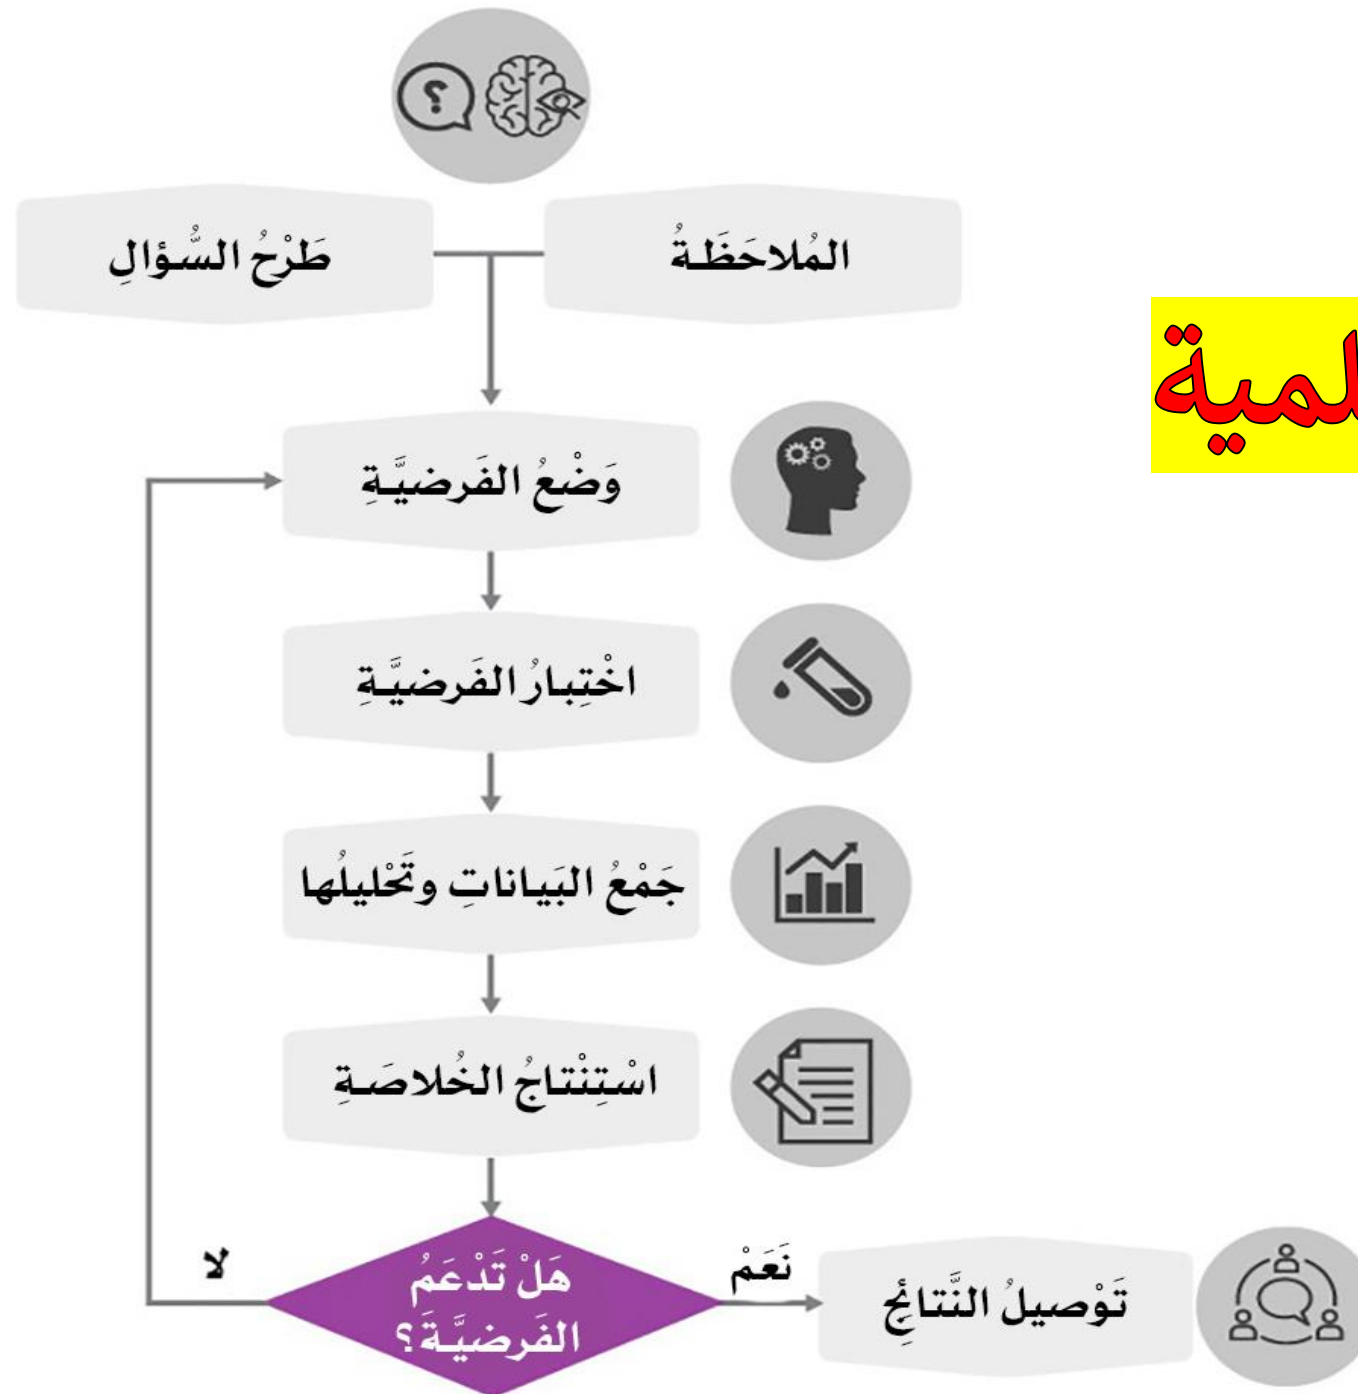 ؟
المُلاحَظَةُ
طَرْحُ السُّؤالِ
لمية
وَضْعُ الفَرضيَّةِ
اخْتِبارُ الفَرضيَّةِ
جَمْعُ البَياناتِ وتَحْليلُها
اسْتِنْتاجُ الخُلاصَةِ
لا
هَلْ تَدْعَمُ
الفَرضيَّةَ؟
نَعَمْ
تَوْصيلُ النَّتائِجِ